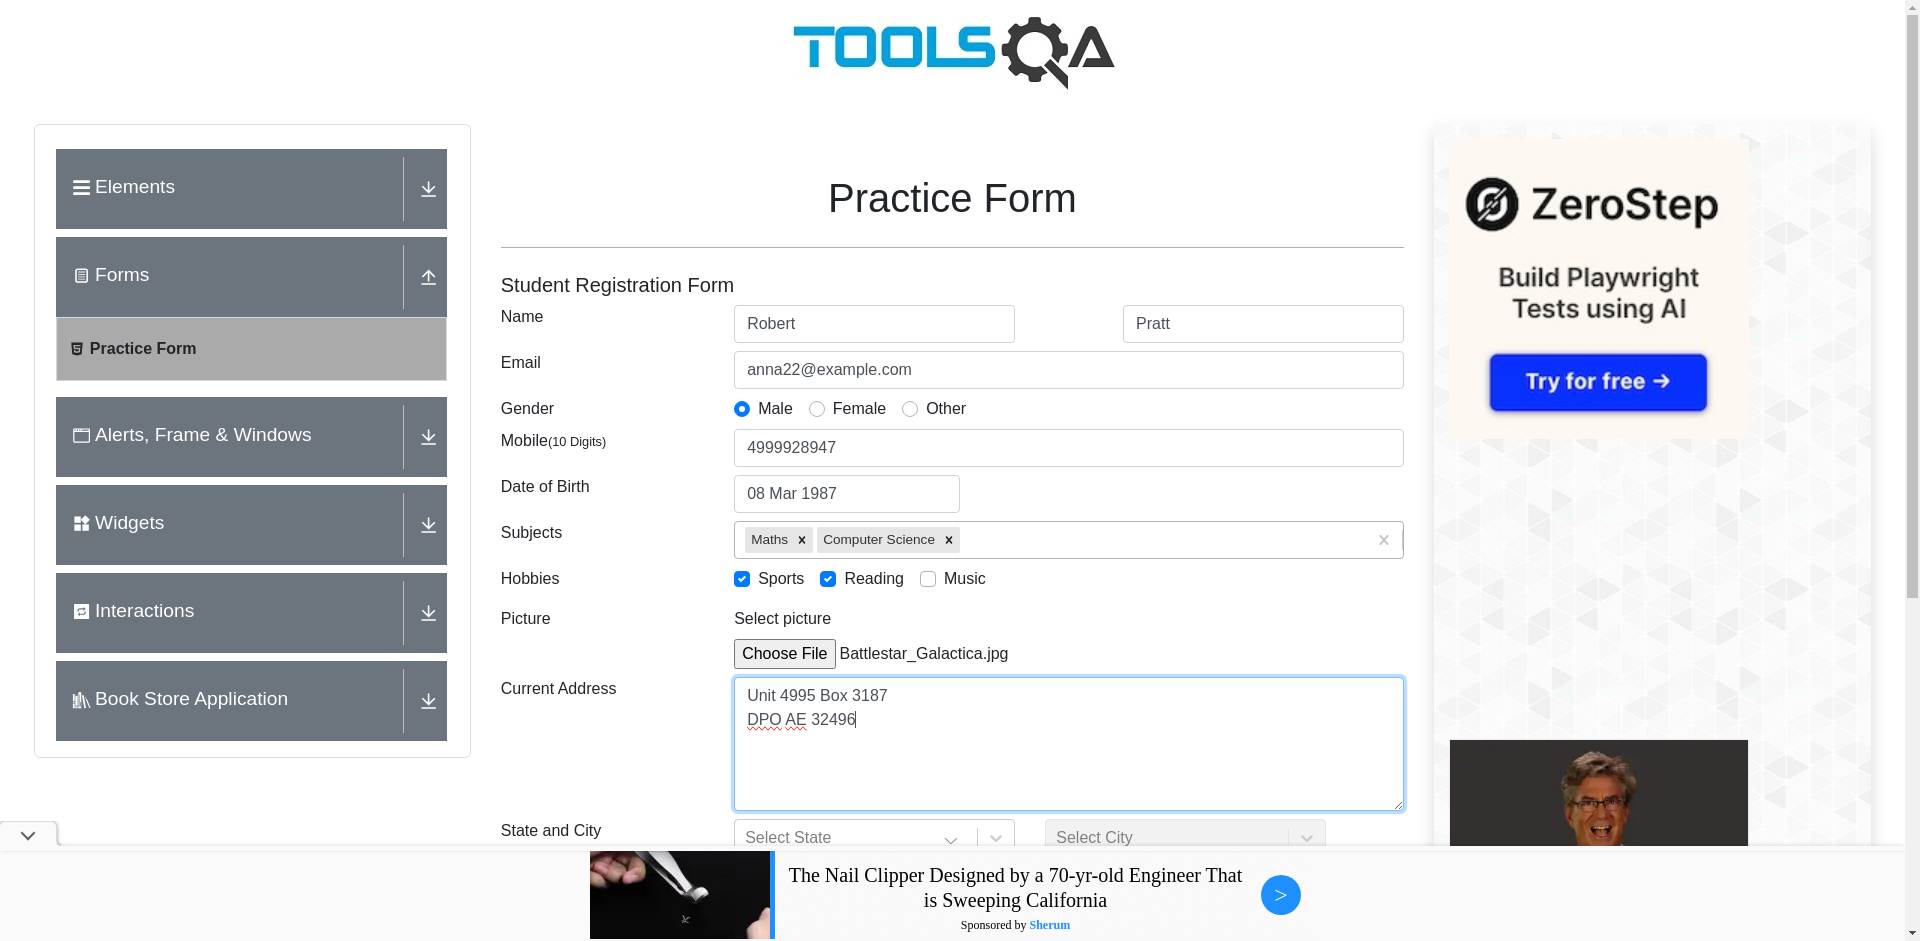 TOOLSQA
Elements
Forms
Practice Form
Alerts, Frame & Windows
Widgets
Interactions
Book Store Application
Practice Form
Student Registration Form
Name
Robert
Pratt
Email
anna22@example.com
Gender
Male
Female
Other
Mobile(10 Digits)
4999928947
Date of Birth
08 Mar 1987
Subjects
Maths
Computer Science
Hobbies
Sports
Reading
Music
Picture
Select picture
Choose File
Battlestar_Galactica.jpg
Current Address
Unit 4995 Box 3187
DPO AE 32496
State and City
Select State
Select City
ZeroStep
Build Playwright
Tests using AI
Try for free →
The Nail Clipper Designed by a 70-yr-old Engineer That
is Sweeping California
Sponsored by Sherum
>